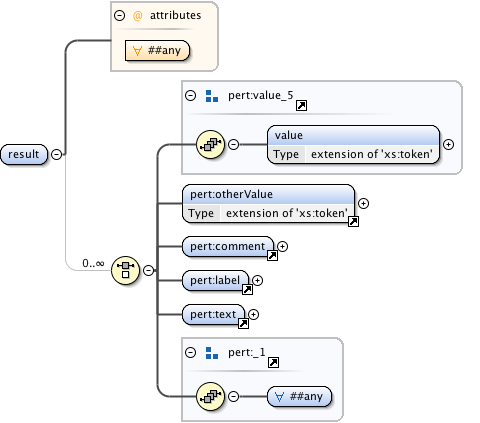 @ attributes
##any
pert:value_5
value
Type extension of 'xs:token'
result
pert:otherValue
Type extension of 'xs:token'
pert:comment
0..∞
pert:label
pert:text
pert:_1
##any